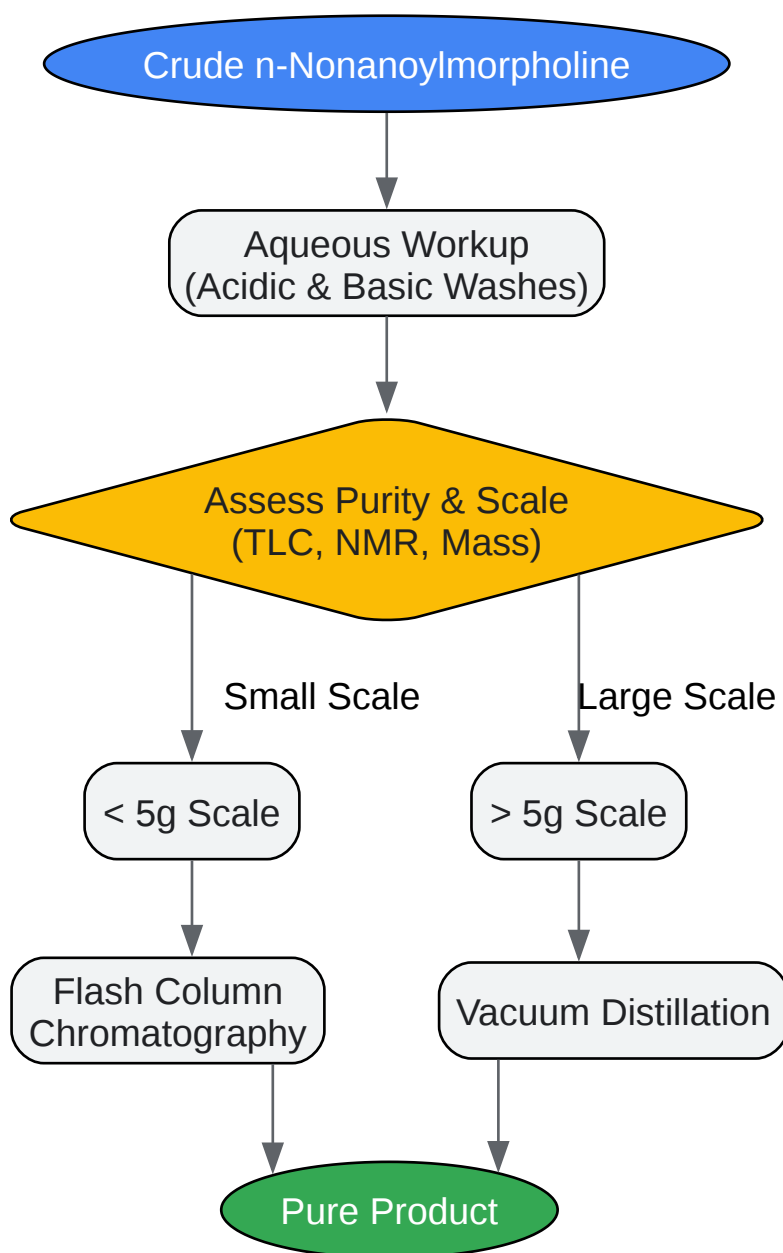 Crude n-Nonanoylmorpholine
Aqueous Workup
(Acidic & Basic Washes)
Assess Purity & Scale
(TLC, NMR, Mass)
Small Scale
Large Scale
< 5g Scale
> 5g Scale
Flash Column
Chromatography
Vacuum Distillation
Pure Product